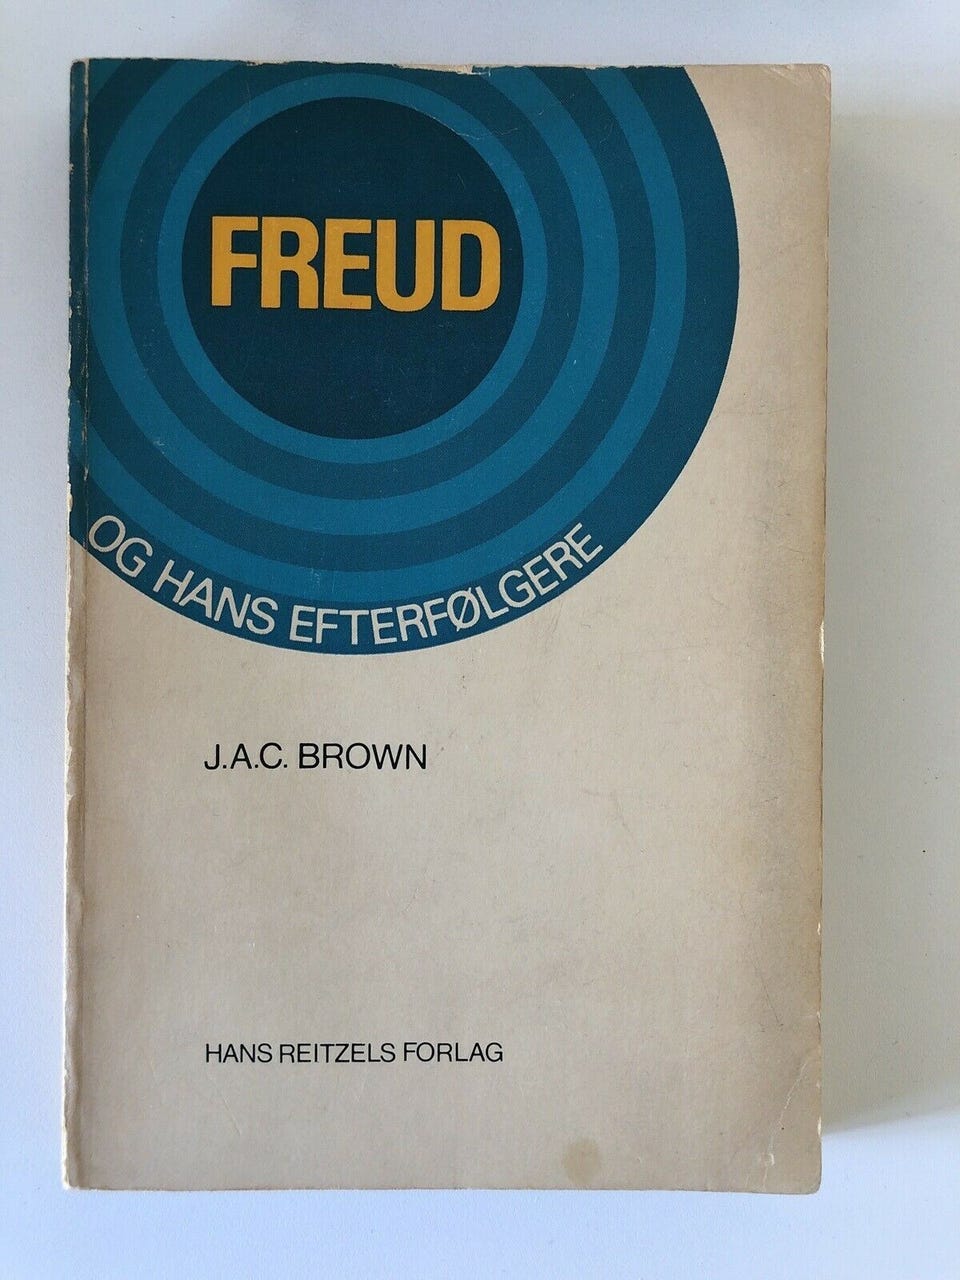 FREUD
OG HANS EFTERFØLGERE
J.A.C. BROWN
HANS REITZELS FORLAG